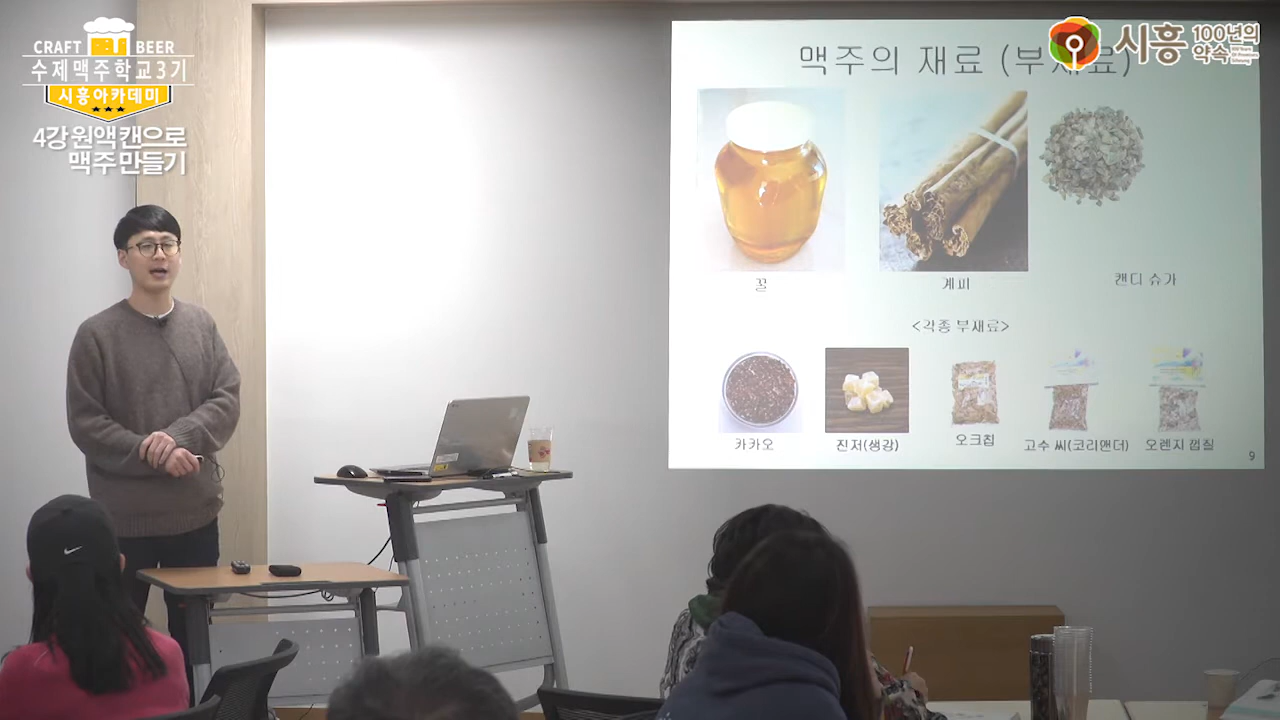 CRAFT BEER
수제맥주학교3기
시흥아카데미
4강 원액캔으로
맥주 만들기
시흥 100년의
약속
맥주의 재료 (부재료)
꿀
계피
캔디 슈가
<각종 부재료>
카카오
진저(생강)
오크칩
고수 씨(코리앤더)
오렌지 껍질
9